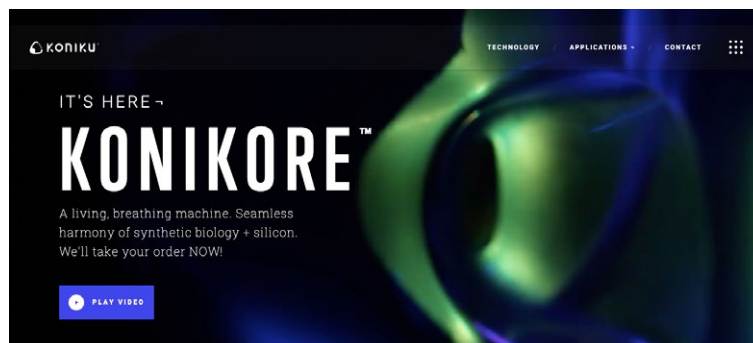 KONIKU
TECHNOLOGY / APPLICATIONS / CONTACT
IT'S HERE ¬
KONIKORE™
A living, breathing machine. Seamless
harmony of synthetic biology + silicon.
We'll take your order NOW!
PLAY VIDEO